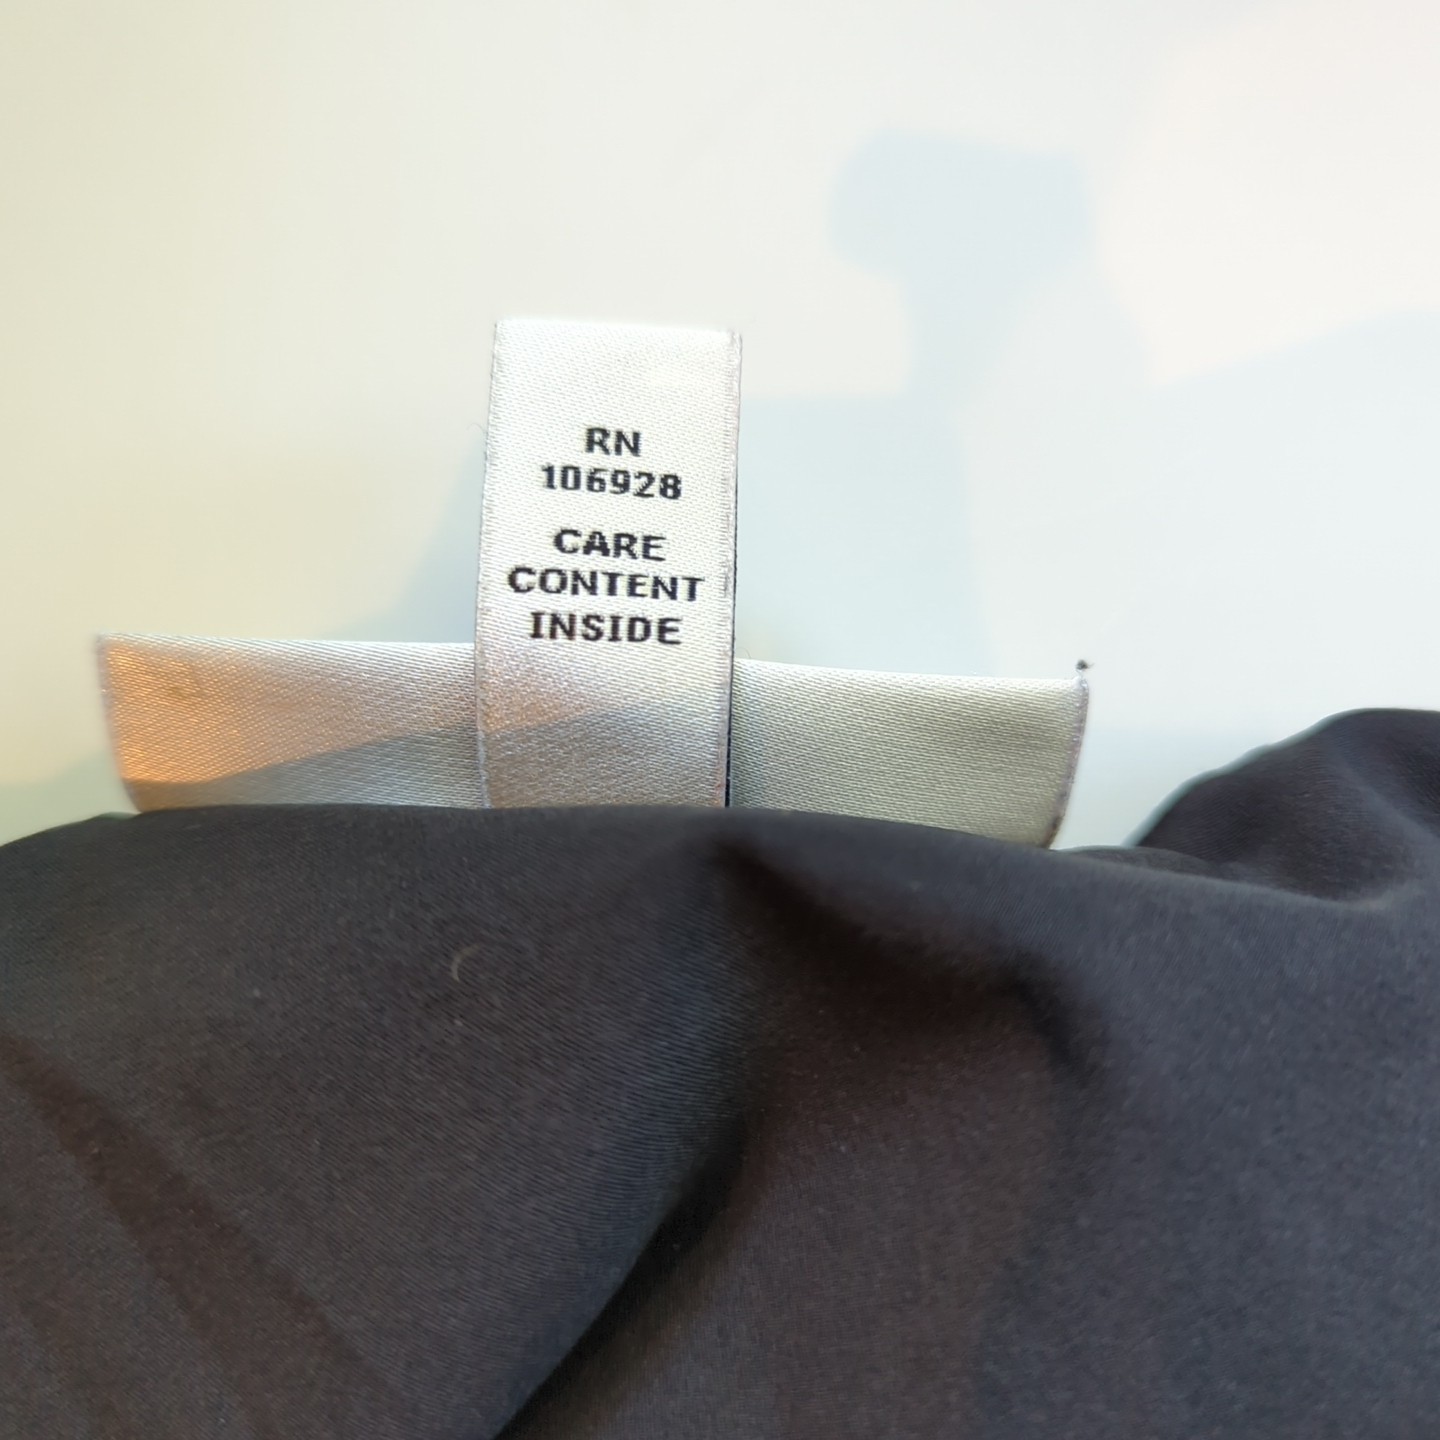 RN
106928
CARE
CONTENT
INSIDE